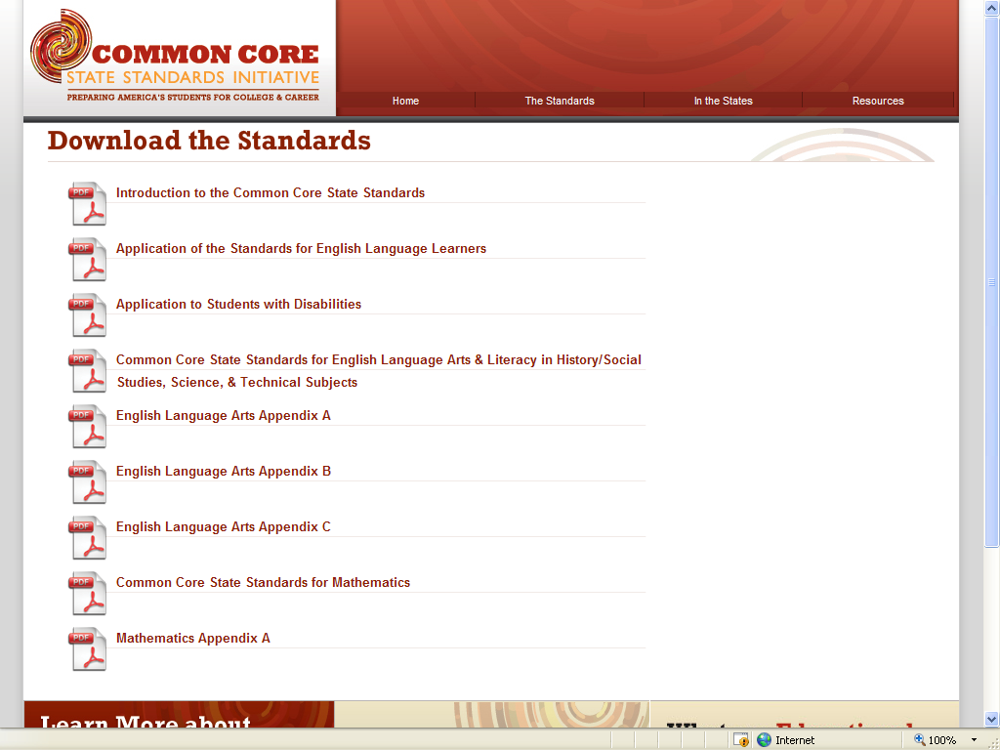 COMMON CORE
STATE STANDARDS INITIATIVE
PREPARING AMERICA'S STUDENTS FOR COLLEGE & CAREER
Home The Standards In the States Resources
Download the Standards
PDF Introduction to the Common Core State Standards
PDF Application of the Standards for English Language Learners
PDF Application to Students with Disabilities
PDF Common Core State Standards for English Language Arts & Literacy in History/Social
Studies, Science, & Technical Subjects
PDF English Language Arts Appendix A
PDF English Language Arts Appendix B
PDF English Language Arts Appendix C
PDF Common Core State Standards for Mathematics
PDF Mathematics Appendix A
Learn More about
Internet 100%